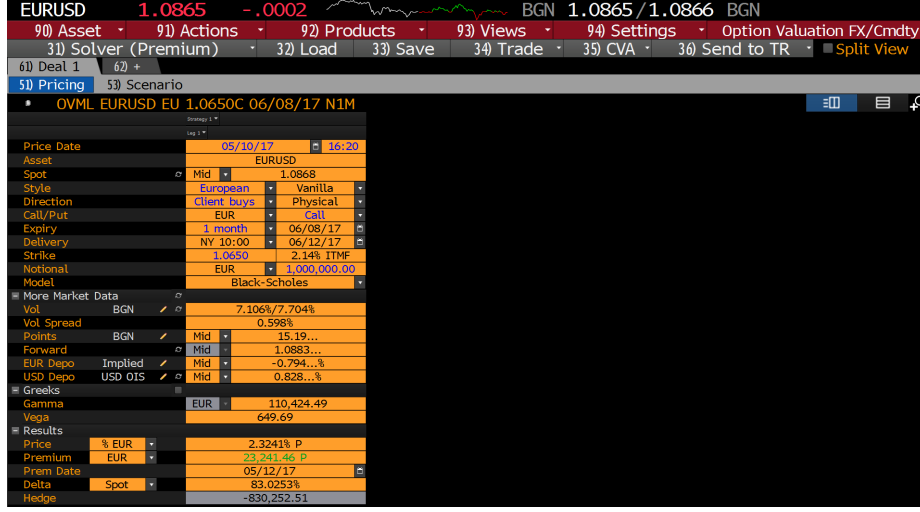 EURUSD 1.0865 -.0002 BGN 1.0865/1.0866 BGN
90) Asset 91) Actions 92) Products 93) Views 94) Settings Option Valuation FX/Cmdty
31) Solver (Premium) 32) Load 33) Save 34) Trade 35) CVA 36) Send to TR Split View
61) Deal 1 62) +
51) Pricing 53) Scenario
OVML EURUSD EU 1.0650C 06/08/17 N1M
Strategy 1
Leg 1
Price Date 05/10/17 16:20
Asset EURUSD
Spot Mid 1.0868
Style European Vanilla
Direction Client buys Physical
Call/Put EUR Call
Expiry 1 month 06/08/17
Delivery NY 10:00 06/12/17
Strike 1.0650 2.14% ITMF
Notional EUR 1,000,000.00
Model Black-Scholes
More Market Data
Vol BGN 7.106%/7.704%
Vol Spread 0.598%
Points BGN Mid 15.19...
Forward Mid 1.0883...
EUR Depo Implied Mid -0.794...%
USD Depo USD OIS Mid 0.828...%
Greeks
Gamma EUR 110,424.49
Vega 649.69
Results
Price % EUR 2.3241% P
Premium EUR 23,241.46 P
Prem Date 05/12/17
Delta Spot 83.0253%
Hedge -830,252.51